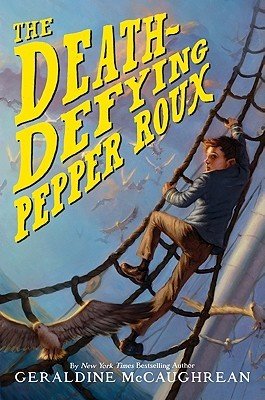 THE
DEATH-
DEFYING
PEPPER ROUX
By New York Times Bestselling Author
GERALDINE McCAUGHREAN